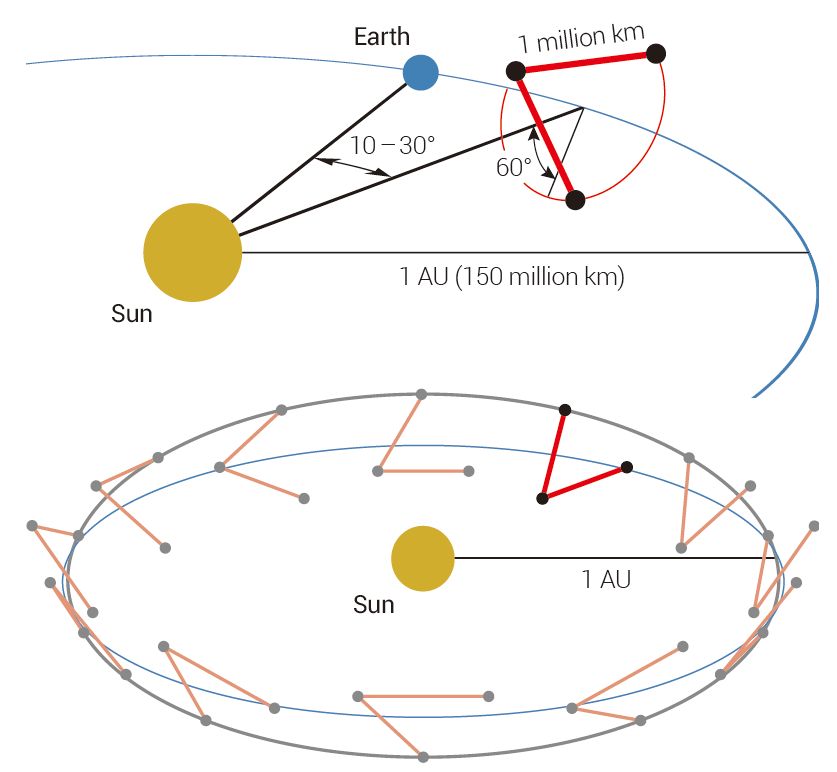 Earth
1 million km
10–30°
60°
1 AU (150 million km)
Sun
1 AU
Sun